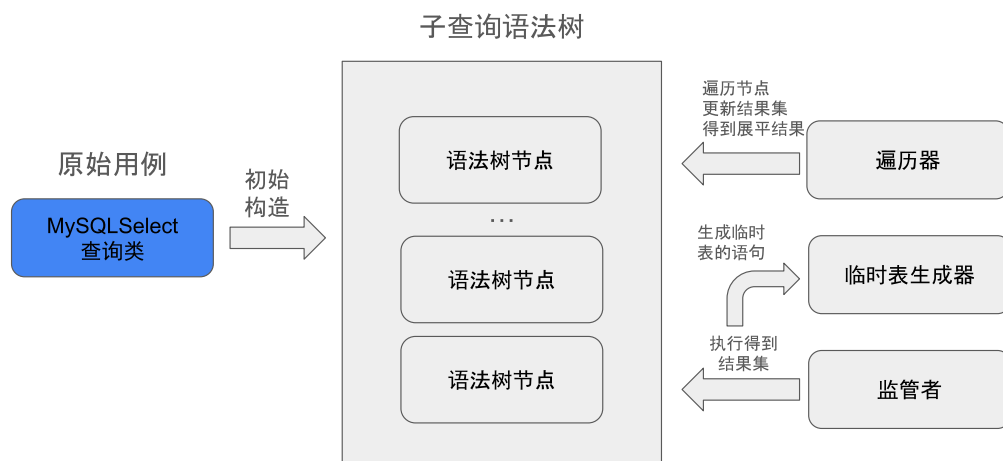 子查询语法树
原始用例
MySQLSelect
查询类
初始
构造
语法树节点
...
语法树节点
语法树节点
遍历节点
更新结果集
得到展平结果
遍历器
生成临时
表的语句
临时表生成器
执行得到
结果集
监管者